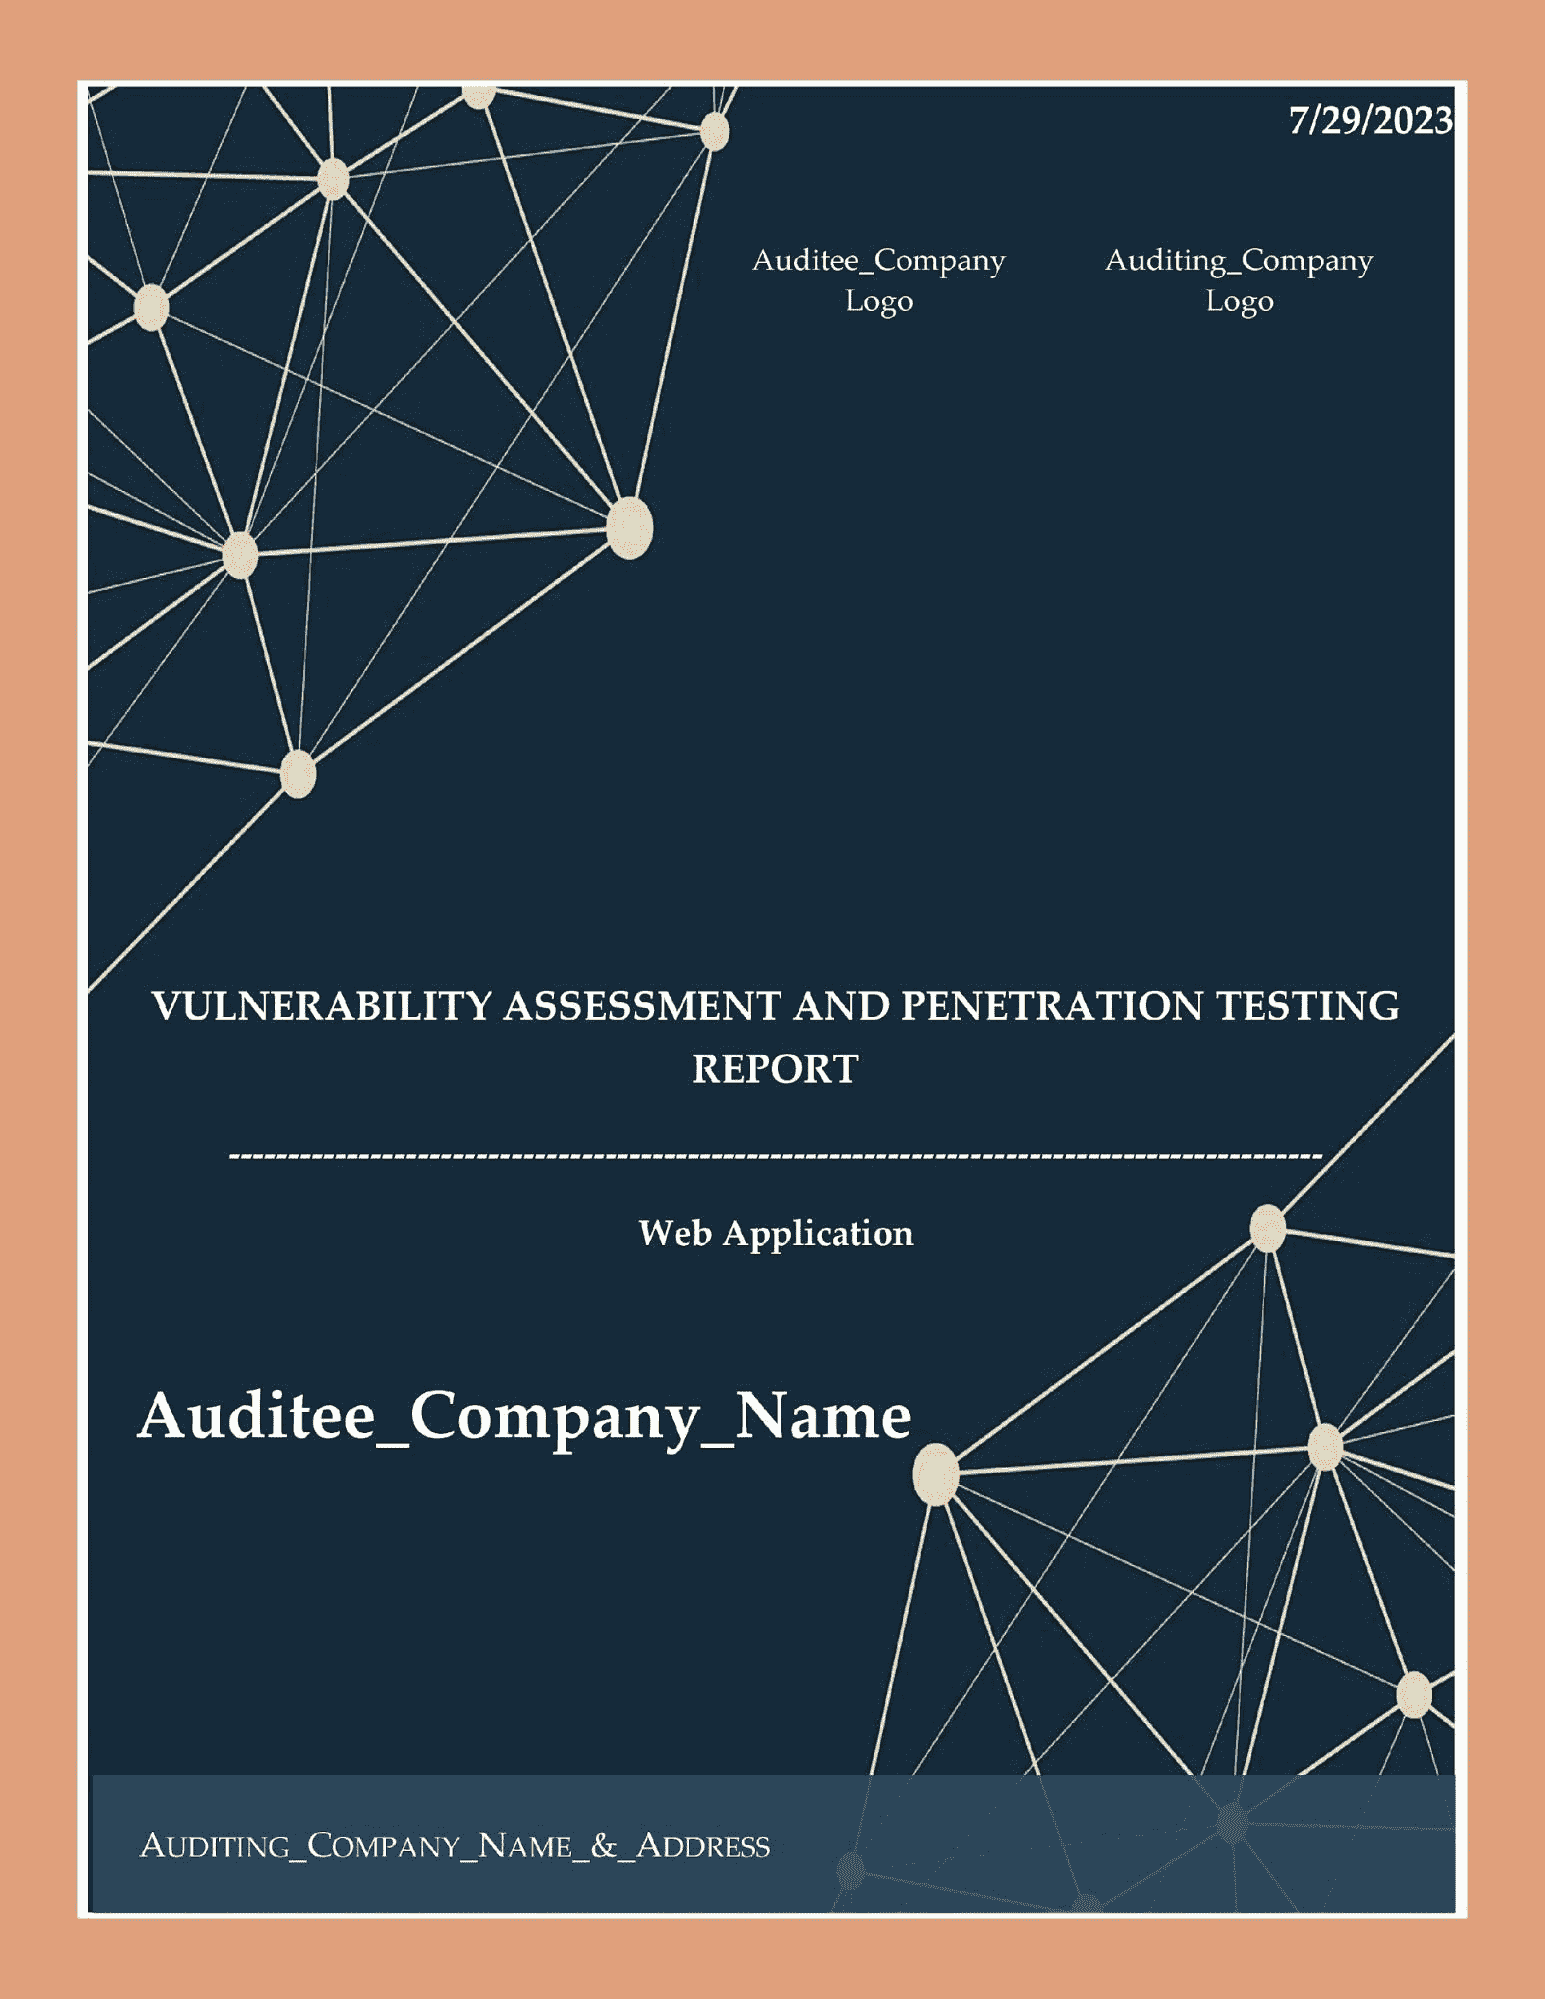 7/29/2023
Auditee_Company
Logo
Auditing_Company
Logo
VULNERABILITY ASSESSMENT AND PENETRATION TESTING
REPORT
---------------------------------------------------------------------------------------------
Web Application
Auditee_Company_Name
AUDITING_COMPANY_NAME_&_ADDRESS